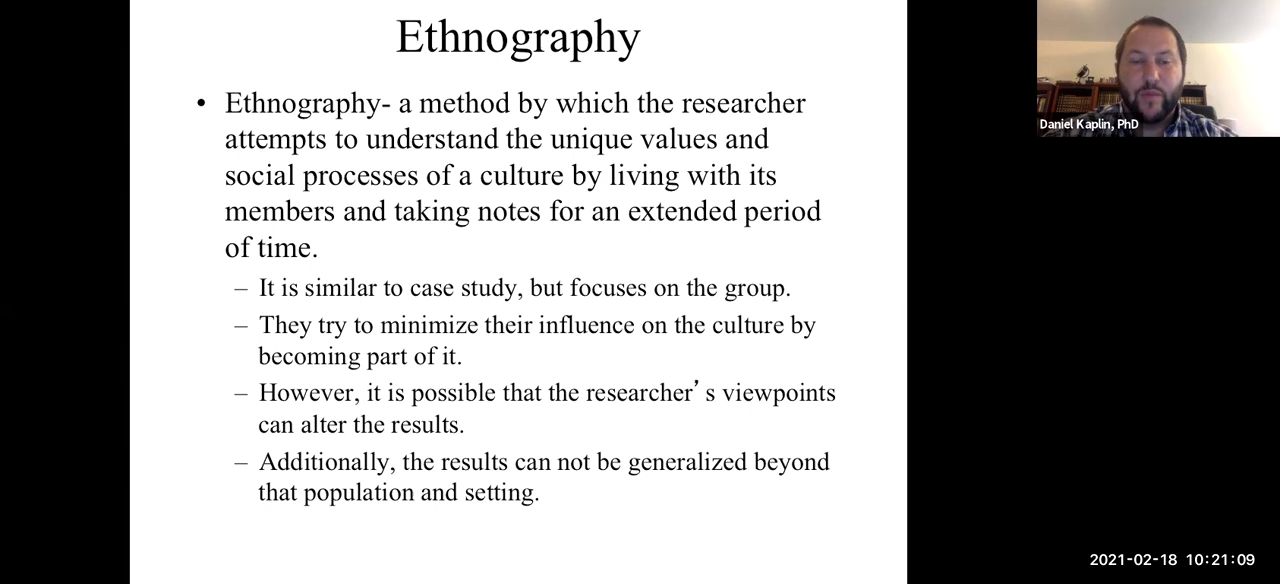 Ethnography
• Ethnography- a method by which the researcher
attempts to understand the unique values and
social processes of a culture by living with its
members and taking notes for an extended period
of time.
– It is similar to case study, but focuses on the group.
– They try to minimize their influence on the culture by
becoming part of it.
– However, it is possible that the researcher’ s viewpoints
can alter the results.
– Additionally, the results can not be generalized beyond
that population and setting.
Daniel Kaplin, PhD
2021-02-18 10:21:09